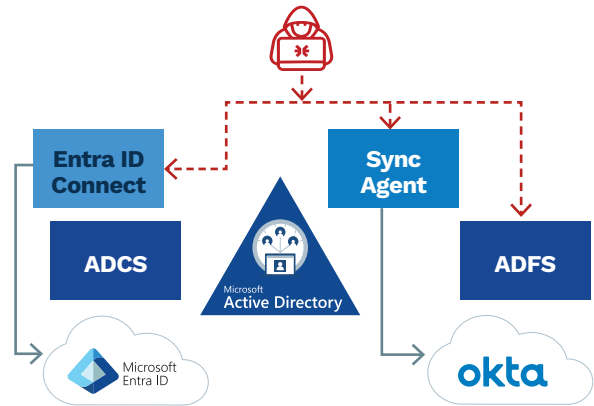 Entra ID
Connect
Sync
Agent
ADCS
Microsoft
Active Directory
ADFS
Microsoft
Entra ID
okta